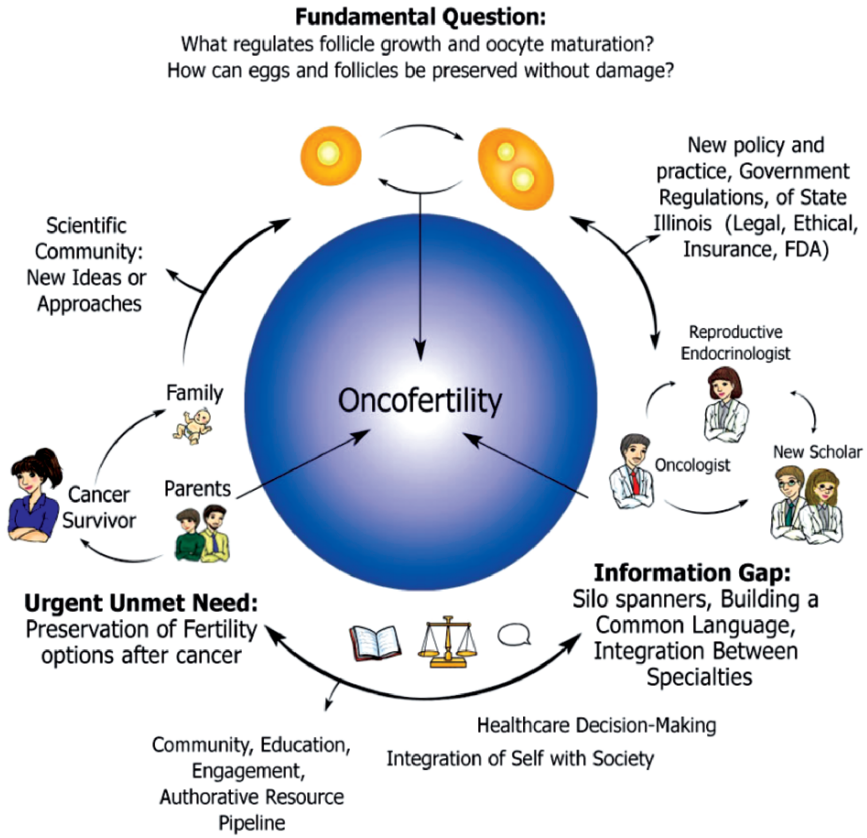 Fundamental Question:
What regulates follicle growth and oocyte maturation?
How can eggs and follicles be preserved without damage?
New policy and
practice, Government
Regulations, of State
Illinois (Legal, Ethical,
Insurance, FDA)
Scientific
Community:
New Ideas or
Approaches
Reproductive
Endocrinologist
Family
Oncofertility
Oncologist
New Scholar
Cancer
Survivor
Parents
Urgent Unmet Need:
Preservation of Fertility
options after cancer
Information Gap:
Silo spanners, Building a
Common Language,
Integration Between
Specialties
Healthcare Decision-Making
Integration of Self with Society
Community, Education,
Engagement,
Authorative Resource
Pipeline